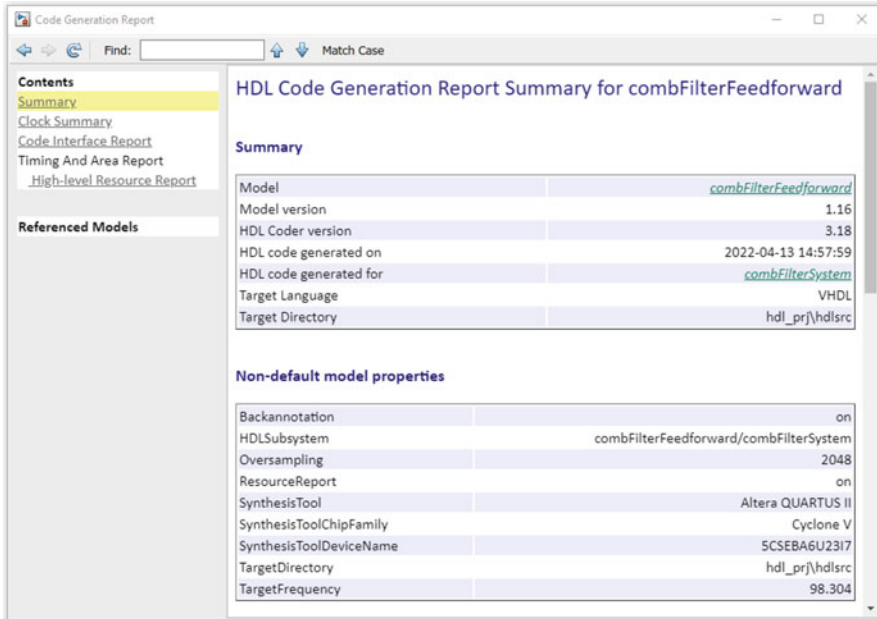 Code Generation Report
Find: Match Case
Contents
Summary
Clock Summary
Code Interface Report
Timing And Area Report
High-level Resource Report
Referenced Models
HDL Code Generation Report Summary for combFilterFeedforward
Summary
Model combFilterFeedforward
Model version 1.16
HDL Coder version 3.18
HDL code generated on 2022-04-13 14:57:59
HDL code generated for combFilterSystem
Target Language VHDL
Target Directory hdl_prj\hdlsrc
Non-default model properties
Backannotation on
HDLSubsystem combFilterFeedforward/combFilterSystem
Oversampling 2048
ResourceReport on
SynthesisTool Altera QUARTUS II
SynthesisToolChipFamily Cyclone V
SynthesisToolDeviceName 5CSEBA6U23I7
TargetDirectory hdl_prj\hdlsrc
TargetFrequency 98.304